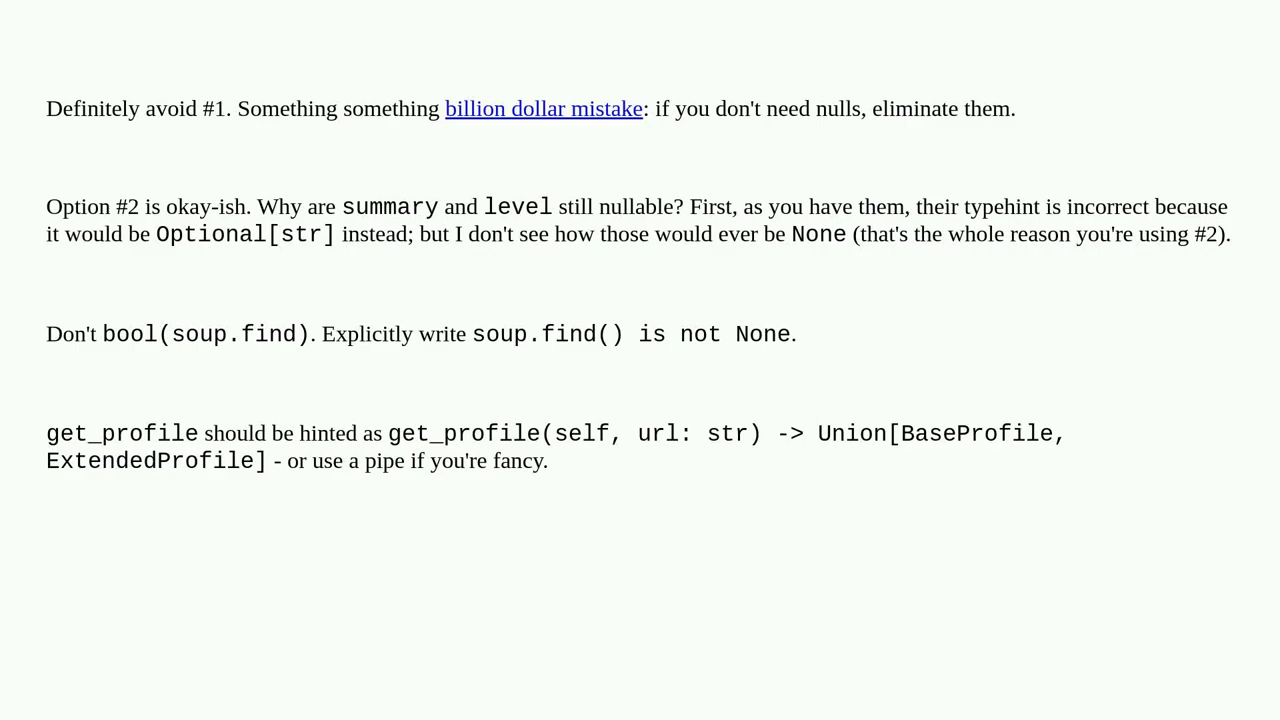 Definitely avoid #1. Something something billion dollar mistake: if you don't need nulls, eliminate them.
Option #2 is okay-ish. Why are summary and level still nullable? First, as you have them, their typehint is incorrect because
it would be Optional[str] instead; but I don't see how those would ever be None (that's the whole reason you're using #2).
Don't bool(soup.find). Explicitly write soup.find() is not None.
get_profile should be hinted as get_profile(self, url: str) -> Union[BaseProfile,
ExtendedProfile] - or use a pipe if you're fancy.